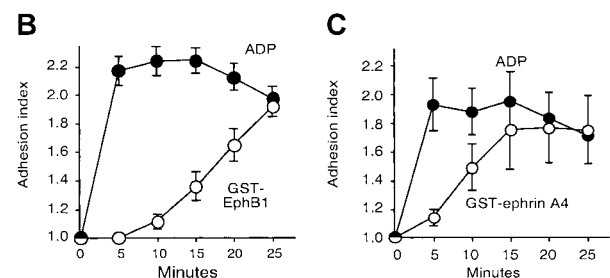 B
Adhesion index
2.2
2.0
1.8
1.6
1.4
1.2
1.0
ADP
GST-
EphB1
0 5 10 15 20 25
Minutes
C
Adhesion index
2.2
2.0
1.8
1.6
1.4
1.2
1.0
ADP
GST-ephrin A4
0 5 10 15 20 25
Minutes